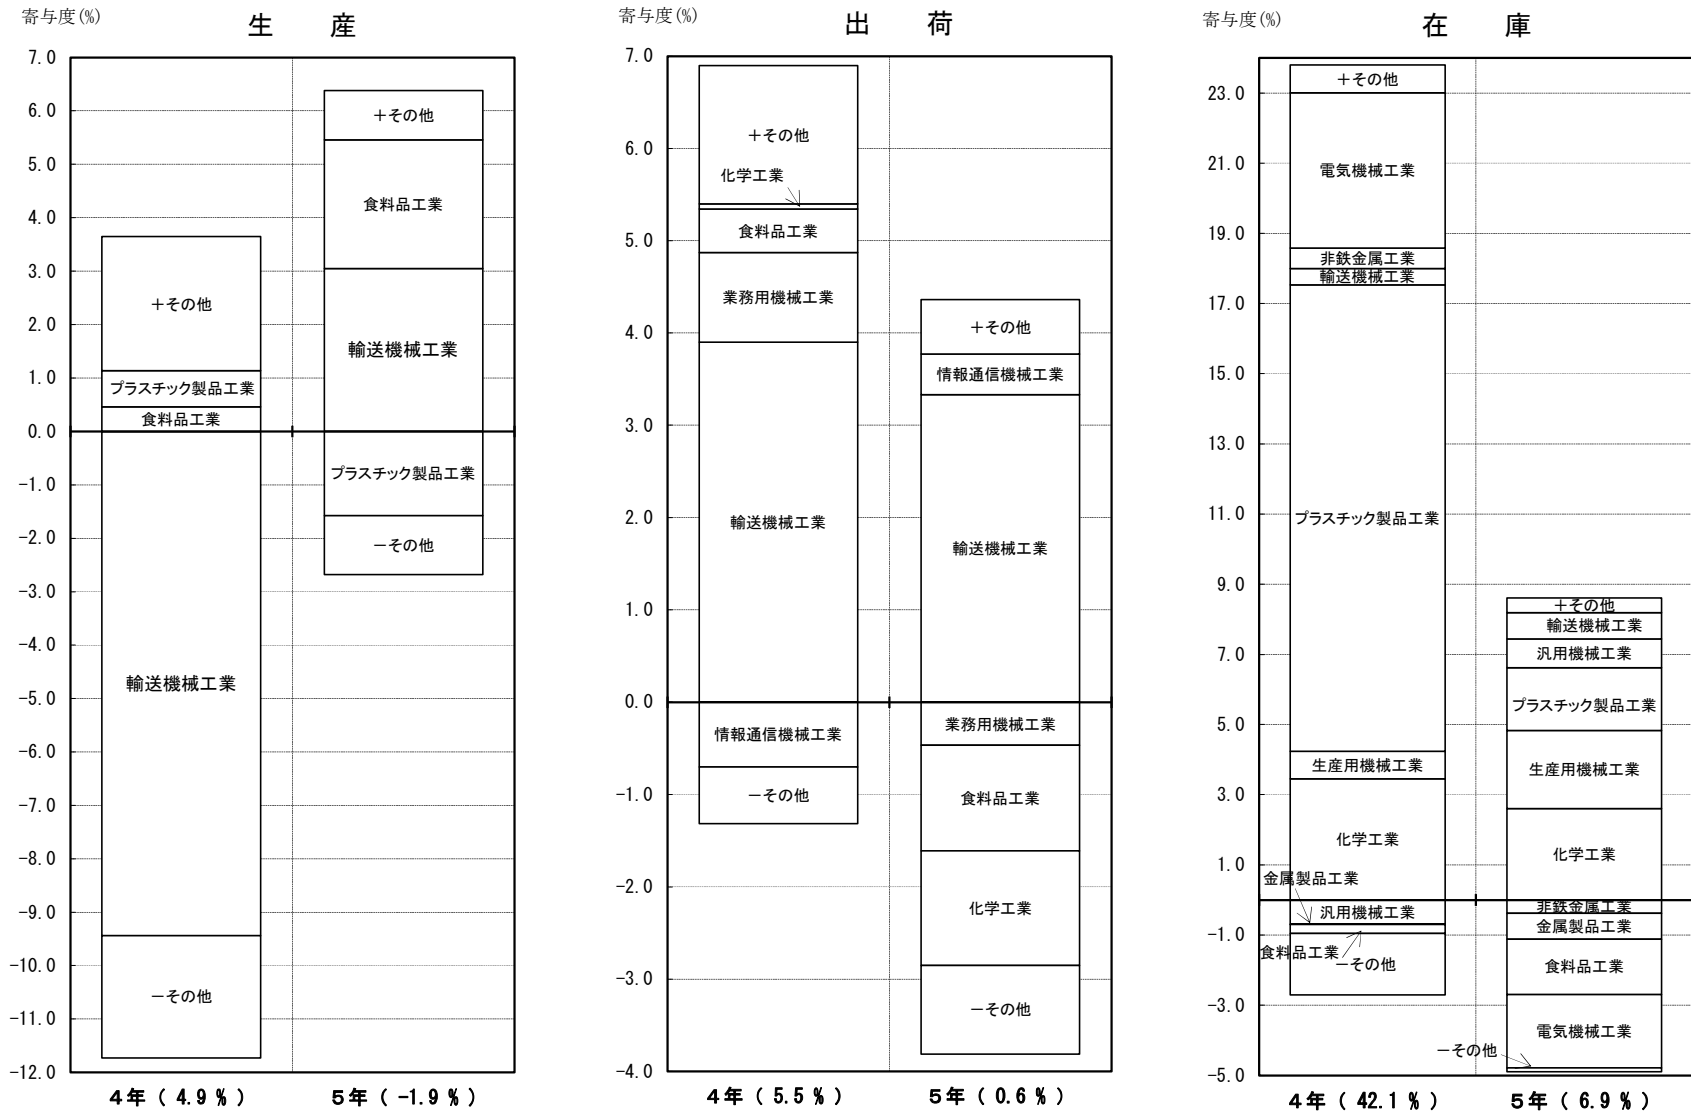 寄与度(%)
生 産
7.0
6.0
5.0
4.0
3.0
2.0
1.0
0.0
-1.0
-2.0
-3.0
-4.0
-5.0
-6.0
-7.0
-8.0
-9.0
-10.0
-11.0
-12.0
+その他
プラスチック製品工業
食料品工業
輸送機械工業
-その他
+その他
食料品工業
輸送機械工業
プラスチック製品工業
-その他
4年 ( 4.9 % )
5年 ( -1.9 % )
寄与度(%)
出 荷
7.0
6.0
5.0
4.0
3.0
2.0
1.0
0.0
-1.0
-2.0
-3.0
-4.0
+その他
化学工業
食料品工業
業務用機械工業
輸送機械工業
情報通信機械工業
-その他
+その他
情報通信機械工業
輸送機械工業
業務用機械工業
食料品工業
化学工業
-その他
4年 ( 5.5 % )
5年 ( 0.6 % )
寄与度(%)
在 庫
23.0
21.0
19.0
17.0
15.0
13.0
11.0
9.0
7.0
5.0
3.0
1.0
-1.0
-3.0
-5.0
+その他
電気機械工業
非鉄金属工業
輸送機械工業
プラスチック製品工業
生産用機械工業
化学工業
金属製品工業
汎用機械工業
食料品工業
-その他
+その他
輸送機械工業
汎用機械工業
プラスチック製品工業
生産用機械工業
化学工業
非鉄金属工業
金属製品工業
食料品工業
電気機械工業
-その他
4年 ( 42.1 % )
5年 ( 6.9 % )